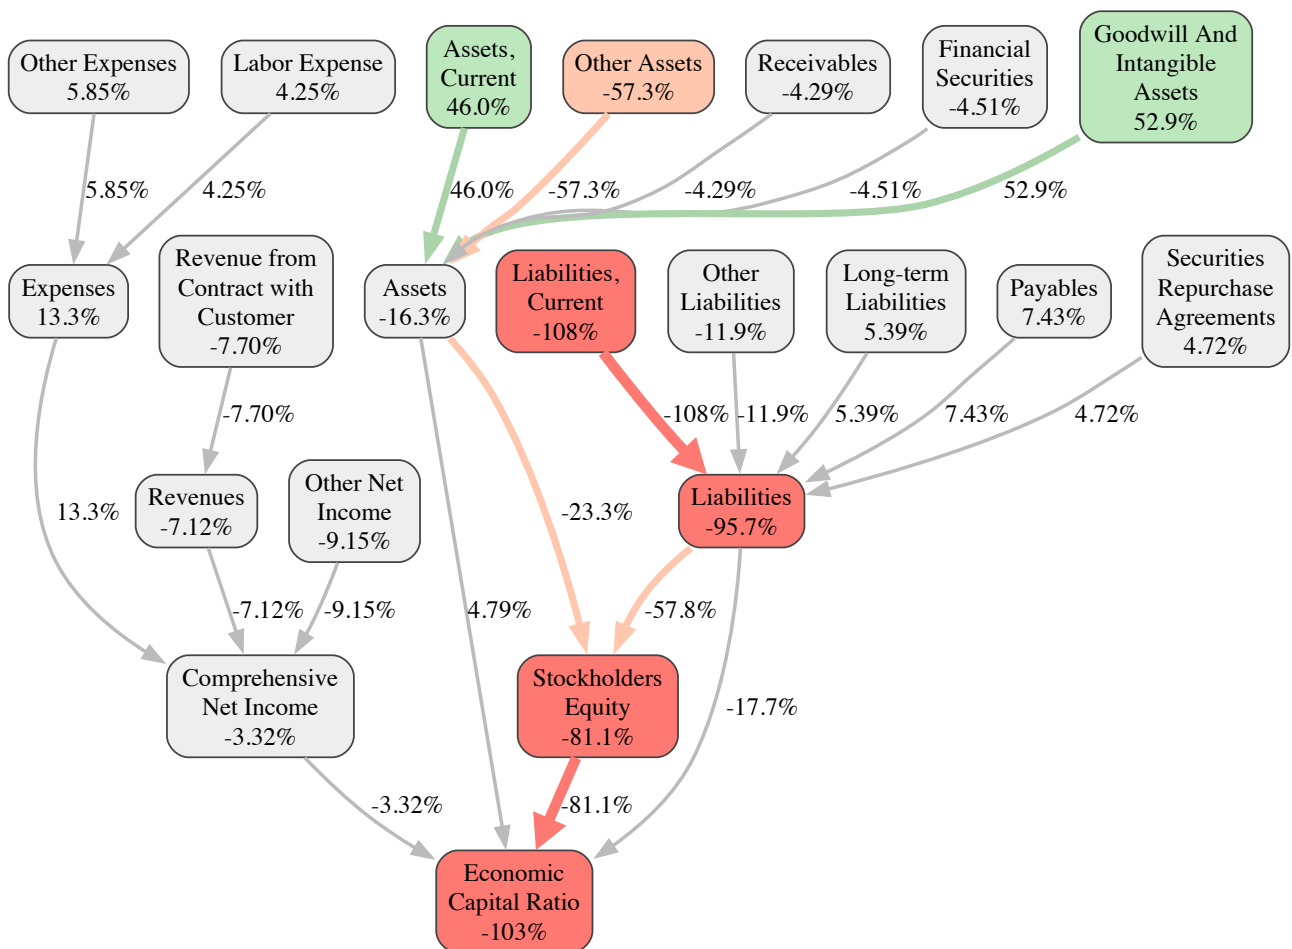 Other Expenses
5.85%
Labor Expense
4.25%
Assets,
Current
46.0%
Other Assets
-57.3%
Receivables
-4.29%
Financial
Securities
-4.51%
Goodwill And
Intangible
Assets
52.9%
5.85%
4.25%
46.0%
-57.3%
-4.29%
-4.51%
52.9%
Expenses
13.3%
Revenue from
Contract with
Customer
-7.70%
Assets
-16.3%
Liabilities,
Current
-108%
Other
Liabilities
-11.9%
Long-term
Liabilities
5.39%
Payables
7.43%
Securities
Repurchase
Agreements
4.72%
-7.70%
-108%
-11.9%
5.39%
7.43%
4.72%
13.3%
Revenues
-7.12%
Other Net
Income
-9.15%
-23.3%
Liabilities
-95.7%
-7.12%
-9.15%
4.79%
-57.8%
Comprehensive
Net Income
-3.32%
Stockholders
Equity
-81.1%
-17.7%
-3.32%
-81.1%
Economic
Capital Ratio
-103%